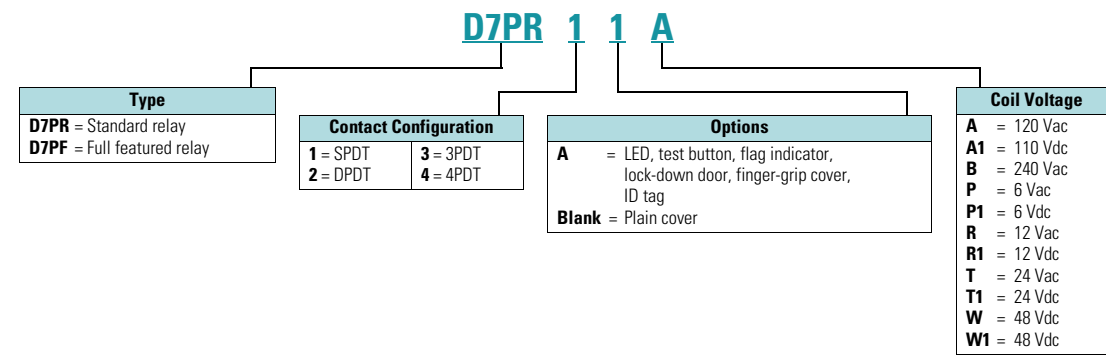 D7PR 1 1 A
Type
D7PR = Standard relay
D7PF = Full featured relay
Contact Configuration
1 = SPDT
2 = DPDT
3 = 3PDT
4 = 4PDT
Options
A = LED, test button, flag indicator,
lock-down door, finger-grip cover,
ID tag
Blank = Plain cover
Coil Voltage
A = 120 Vac
A1 = 110 Vdc
B = 240 Vac
P = 6 Vac
P1 = 6 Vdc
R = 12 Vac
R1 = 12 Vdc
T = 24 Vac
T1 = 24 Vdc
W = 48 Vdc
W1 = 48 Vdc